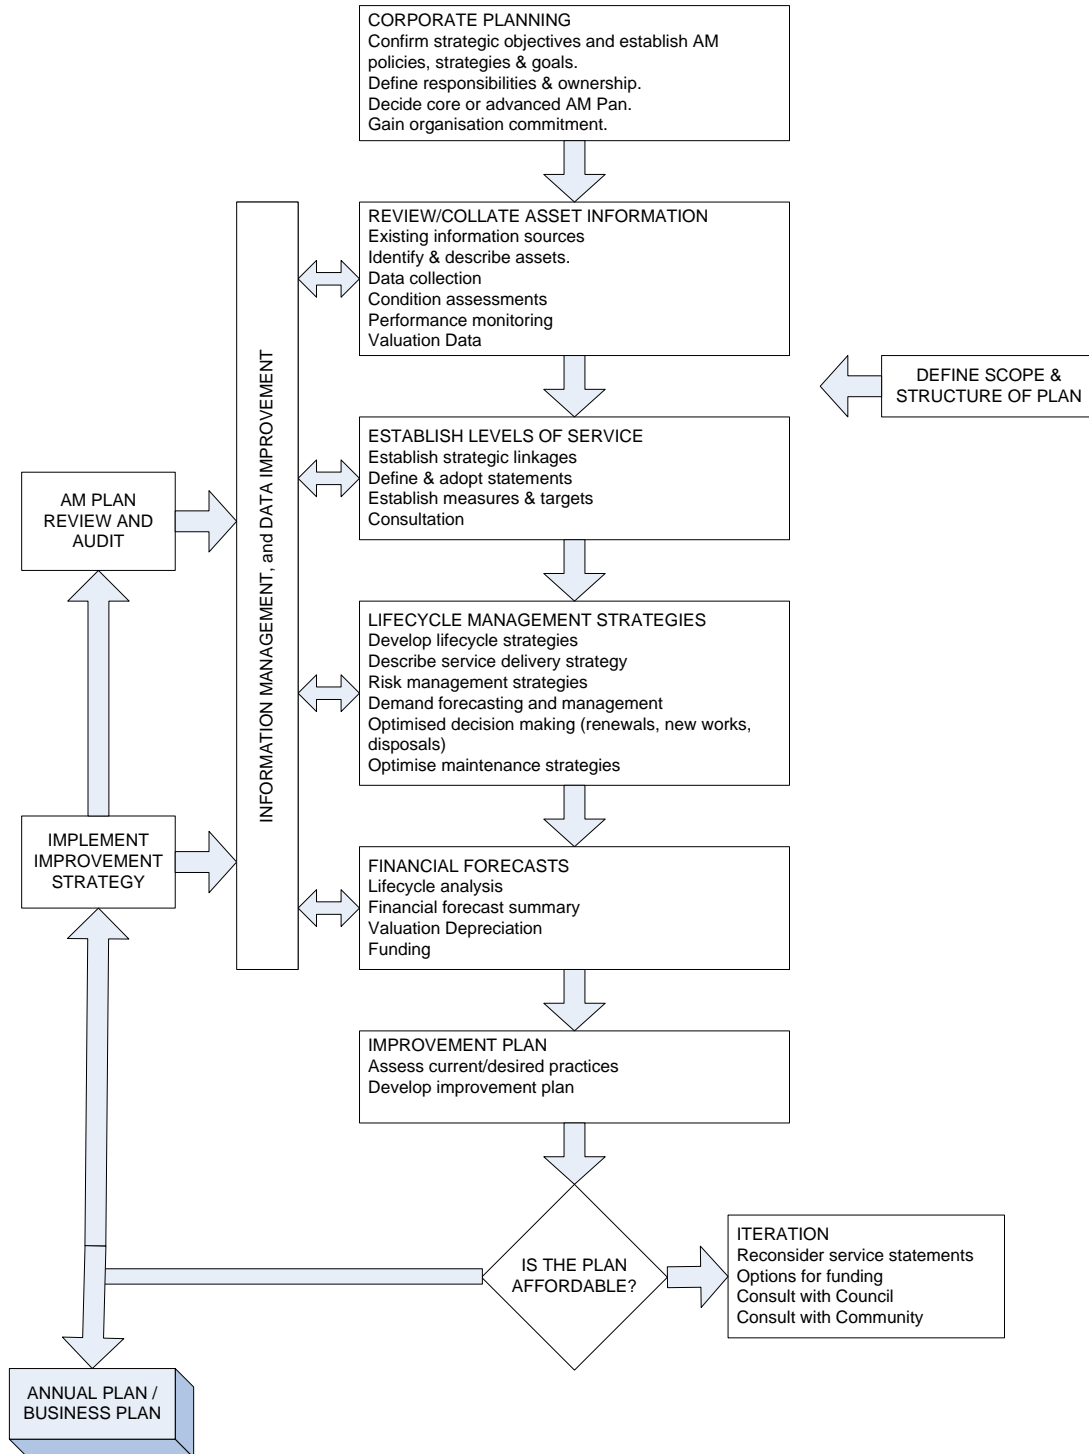 CORPORATE PLANNING
Confirm strategic objectives and establish AM
policies, strategies & goals.
Define responsibilities & ownership.
Decide core or advanced AM Pan.
Gain organisation commitment.
REVIEW/COLLATE ASSET INFORMATION
Existing information sources
Identify & describe assets.
Data collection
Condition assessments
Performance monitoring
Valuation Data
DEFINE SCOPE &
STRUCTURE OF PLAN
INFORMATION MANAGEMENT, and DATA IMPROVEMENT
ESTABLISH LEVELS OF SERVICE
Establish strategic linkages
Define & adopt statements
Establish measures & targets
Consultation
AM PLAN
REVIEW AND
AUDIT
LIFECYCLE MANAGEMENT STRATEGIES
Develop lifecycle strategies
Describe service delivery strategy
Risk management strategies
Demand forecasting and management
Optimised decision making (renewals, new works,
disposals)
Optimise maintenance strategies
IMPLEMENT
IMPROVEMENT
STRATEGY
FINANCIAL FORECASTS
Lifecycle analysis
Financial forecast summary
Valuation Depreciation
Funding
IMPROVEMENT PLAN
Assess current/desired practices
Develop improvement plan
IS THE PLAN
AFFORDABLE?
ITERATION
Reconsider service statements
Options for funding
Consult with Council
Consult with Community
ANNUAL PLAN /
BUSINESS PLAN